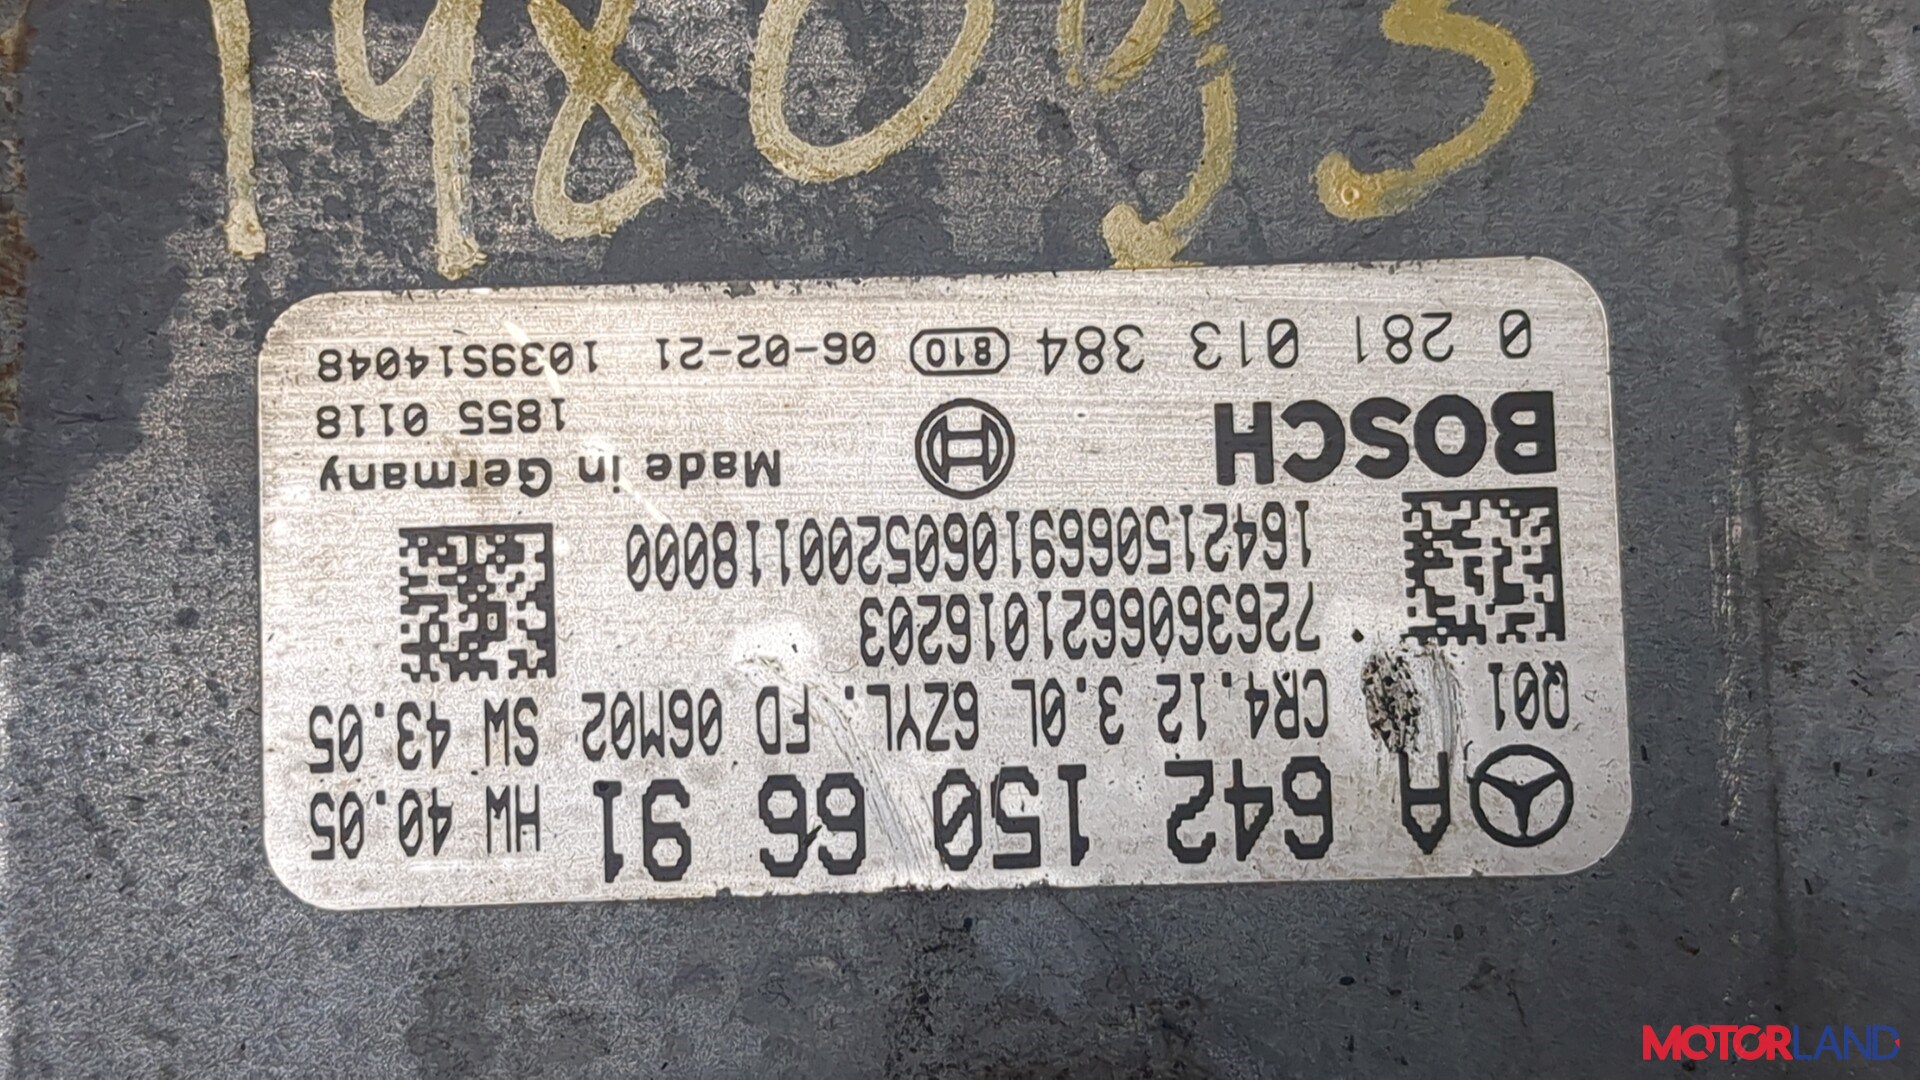 A 642 150 66 91 HW 40.05
Q01 CR4.12 3.0L 6ZYL. FD 06M02 SW 43.05
7263606621016203
164215066910605200118000
BOSCH Made in Germany
1855 0118
0 281 013 384 810 06-02-21 1039S14048
MOTORLAND